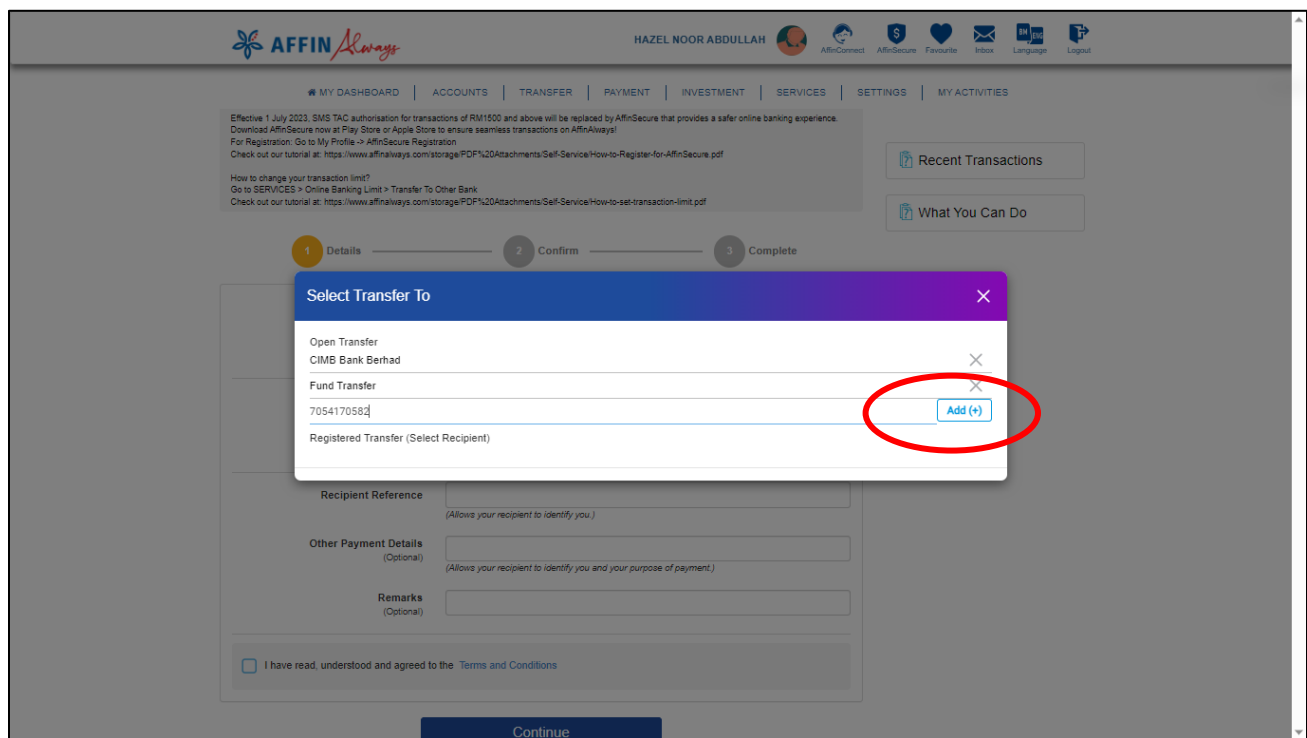 AFFIN Always
HAZEL NOOR ABDULLAH
AffinConnect
AffinSecure
Favourite
Inbox
BM ENG
Language
Logout
MY DASHBOARD | ACCOUNTS | TRANSFER | PAYMENT | INVESTMENT | SERVICES | SETTINGS | MY ACTIVITIES
Effective 1 July 2023, SMS TAC authorisation for transactions of RM1500 and above will be replaced by AffinSecure that provides a safer online banking experience.
Download AffinSecure now at Play Store or Apple Store to ensure seamless transactions on AffinAlways!
For Registration: Go to My Profile -> AffinSecure Registration
Check out our tutorial at: https://www.affinalways.com/storage/PDF%20Attachments/Self-Service/How-to-Register-for-AffinSecure.pdf
How to change your transaction limit?
Go to SERVICES > Online Banking Limit > Transfer To Other Bank
Check out our tutorial at: https://www.affinalways.com/storage/PDF%20Attachments/Self-Service/How-to-set-transaction-limit.pdf
Recent Transactions
What You Can Do
1 Details
2 Confirm
3 Complete
Select Transfer To
Open Transfer
CIMB Bank Berhad
Fund Transfer
7054170582
Add (+)
Registered Transfer (Select Recipient)
Recipient Reference
(Allows your recipient to identify you.)
Other Payment Details
(Optional)
(Allows your recipient to identify you and your purpose of payment.)
Remarks
(Optional)
I have read, understood and agreed to the Terms and Conditions
Continue